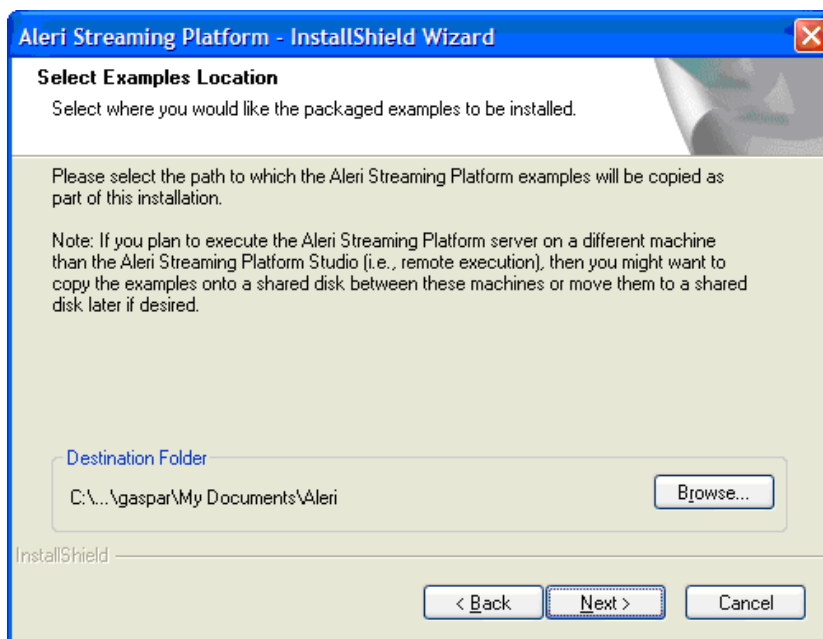 Aleri Streaming Platform - InstallShield Wizard
Select Examples Location
Select where you would like the packaged examples to be installed.
Please select the path to which the Aleri Streaming Platform examples will be copied as
part of this installation.
Note: If you plan to execute the Aleri Streaming Platform server on a different machine
than the Aleri Streaming Platform Studio (i.e., remote execution), then you might want to
copy the examples onto a shared disk between these machines or move them to a shared
disk later if desired.
Destination Folder
C:\...\gaspar\My Documents\Aleri
Browse...
InstallShield
< Back
Next >
Cancel